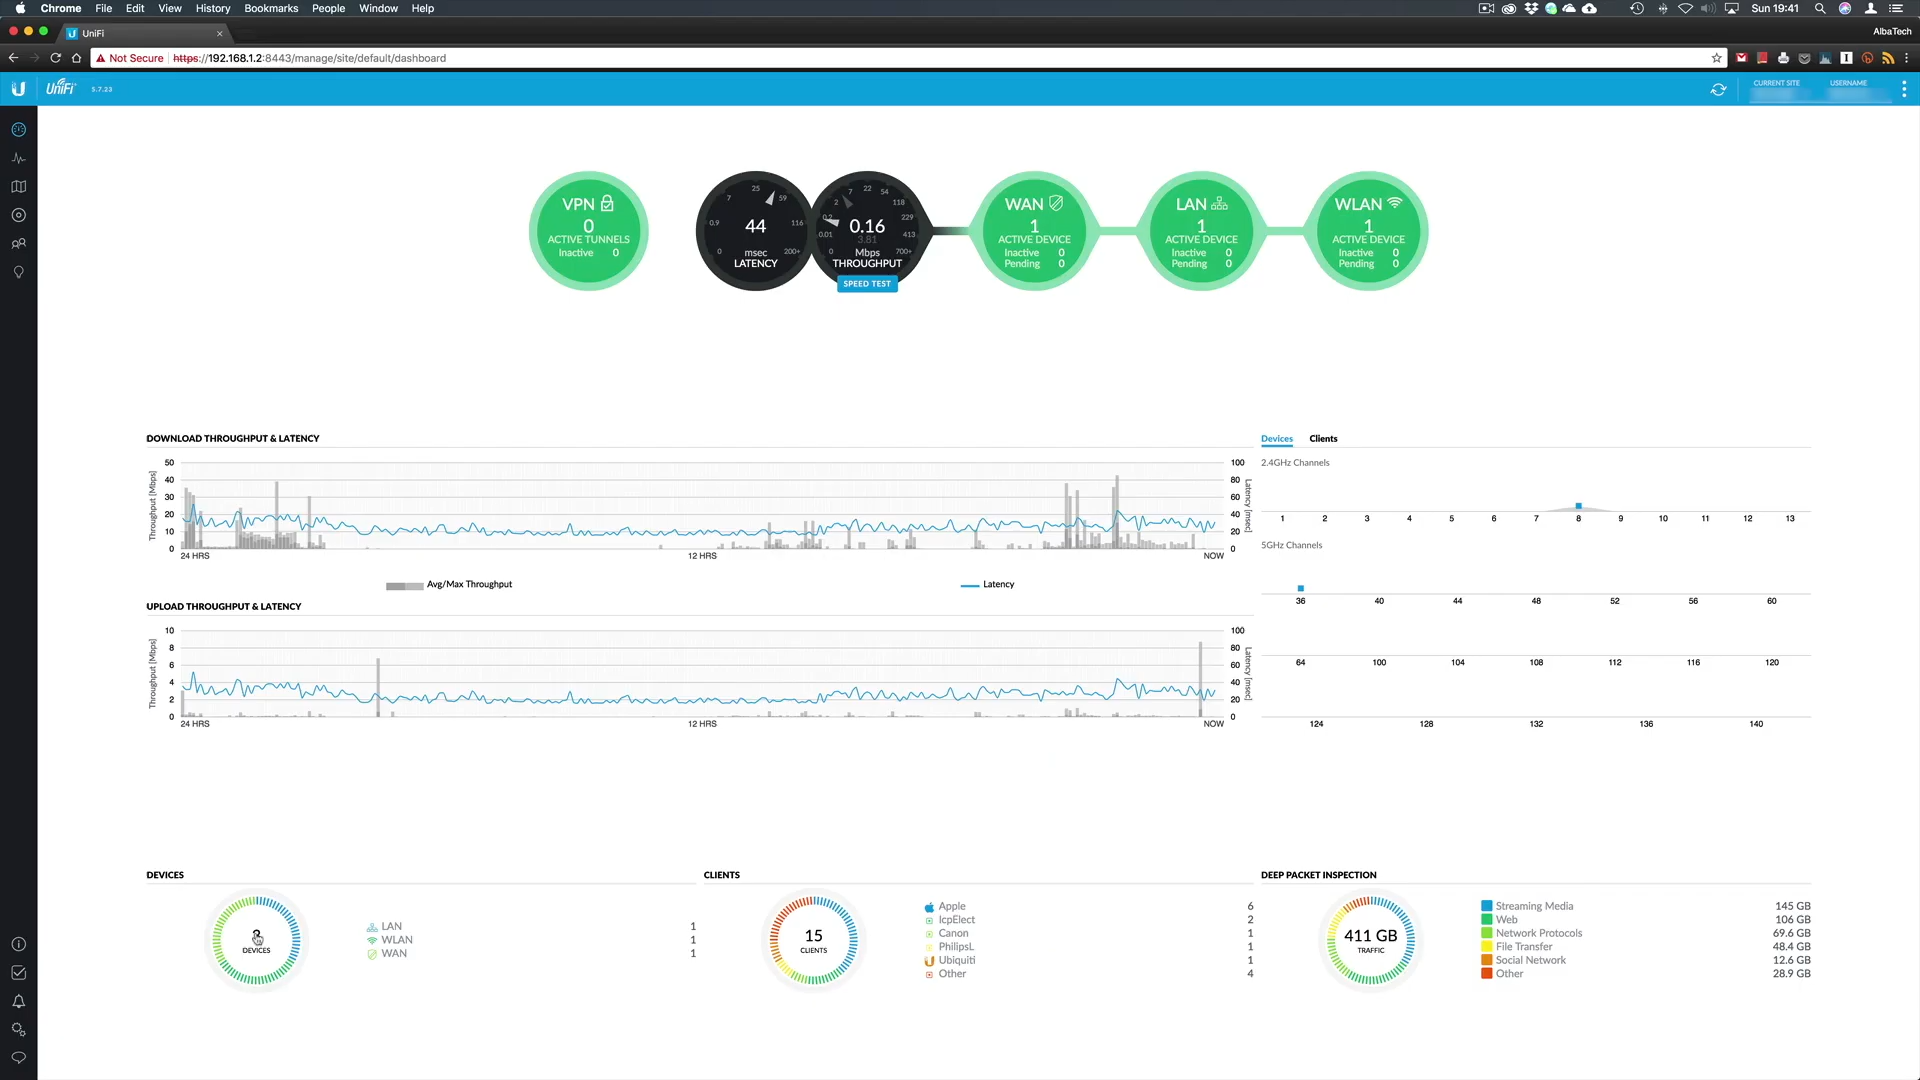 Chrome File Edit View History Bookmarks People Window Help Sun 19:41
UniFi AlbaTech
Not Secure https://192.168.1.2:8443/manage/site/default/dashboard
UniFi 5.7.23 CURRENT SITE USERNAME
VPN
0
ACTIVE TUNNELS
Inactive 0
7 25 59
0.9 116
44
0 msec 200+
LATENCY
2 7 22 54 118
0.2 229
0.01 413
0.16
3.81
0 Mbps 700+
THROUGHPUT
SPEED TEST
WAN
1
ACTIVE DEVICE
Inactive 0
Pending 0
LAN
1
ACTIVE DEVICE
Inactive 0
Pending 0
WLAN
1
ACTIVE DEVICE
Inactive 0
Pending 0
DOWNLOAD THROUGHPUT & LATENCY
Throughput [Mbps]
50
40
30
20
10
0
100
80
60
40
20
0
Latency [msec]
24 HRS 12 HRS NOW
Avg/Max Throughput Latency
UPLOAD THROUGHPUT & LATENCY
Throughput [Mbps]
10
8
6
4
2
0
100
80
60
40
20
0
Latency [msec]
24 HRS 12 HRS NOW
Devices Clients
2.4GHz Channels
1 2 3 4 5 6 7 8 9 10 11 12 13
5GHz Channels
36 40 44 48 52 56 60
64 100 104 108 112 116 120
124 128 132 136 140
DEVICES
DEVICES
LAN 1
WLAN 1
WAN 1
CLIENTS
15
CLIENTS
Apple 6
IcpElect 2
Canon 1
PhilipsL 1
Ubiquiti 1
Other 4
DEEP PACKET INSPECTION
411 GB
TRAFFIC
Streaming Media 145 GB
Web 106 GB
Network Protocols 69.6 GB
File Transfer 48.4 GB
Social Network 12.6 GB
Other 28.9 GB